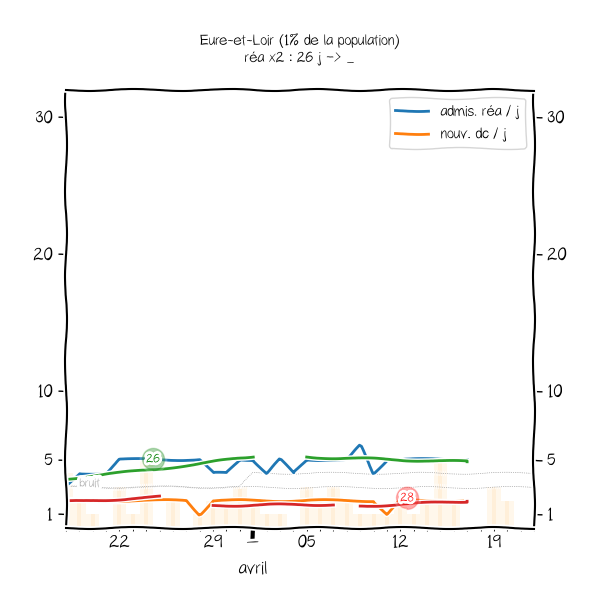 Eure-et-Loir (1% de la population)
réa x2 : 26 j -> _
admis. réa / j
nouv. dc / j
30
30
20
20
10
10
5
5
26
bruit
28
1
1
22
29
05
12
19
avril